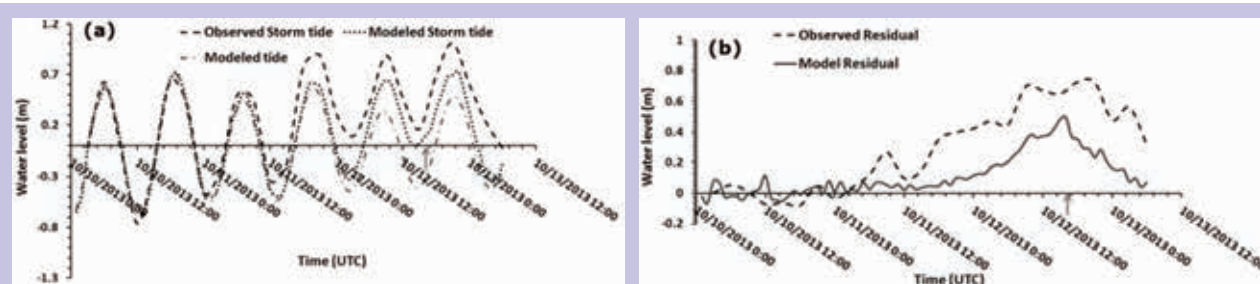 (a)
Observed Storm tide
Modeled Storm tide
Modeled tide
Water level (m)
1.2
0.7
0.2
-0.3
-0.8
-1.3
10/10/2013 0:00
10/10/2013 12:00
10/11/2013 0:00
10/11/2013 12:00
10/12/2013 0:00
10/12/2013 12:00
10/13/2013 0:00
10/13/2013 12:00
Time (UTC)
(b)
Observed Residual
Model Residual
Water level (m)
1
0.8
0.6
0.4
0.2
0
-0.2
10/10/2013 0:00
10/10/2013 12:00
10/11/2013 0:00
10/11/2013 12:00
10/12/2013 0:00
10/12/2013 12:00
10/13/2013 0:00
10/13/2013 12:00
Time (UTC)